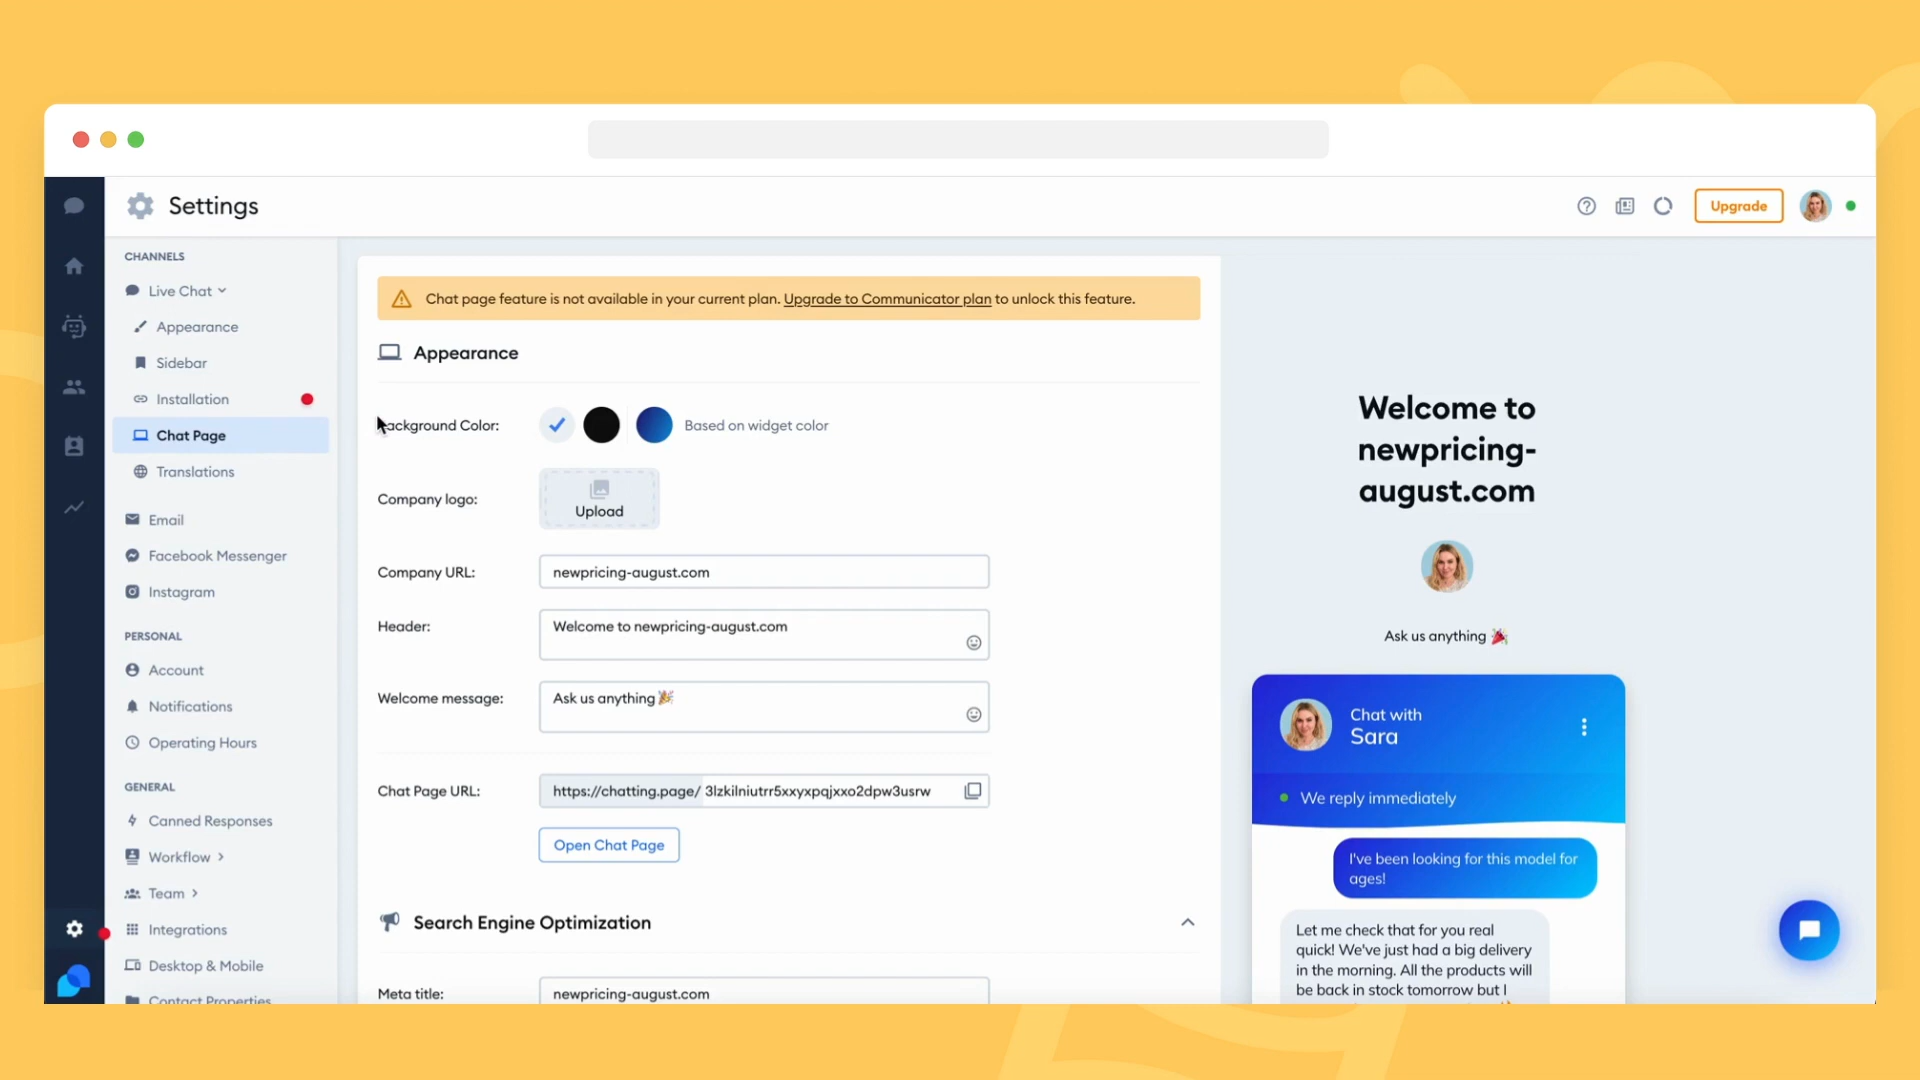 Settings
Upgrade
CHANNELS
Live Chat
Appearance
Sidebar
Installation
Chat Page
Translations
Email
Facebook Messenger
Instagram
PERSONAL
Account
Notifications
Operating Hours
GENERAL
Canned Responses
Workflow
Team
Integrations
Desktop & Mobile
Contact Properties
Chat page feature is not available in your current plan. Upgrade to Communicator plan to unlock this feature.
Appearance
Background Color:
Based on widget color
Company logo:
Upload
Company URL:
newpricing-august.com
Header:
Welcome to newpricing-august.com
Welcome message:
Ask us anything 🎉
Chat Page URL:
https://chatting.page/ 3lzkilniutrr5xxyxpqjxxo2dpw3usrw
Open Chat Page
Search Engine Optimization
Meta title:
newpricing-august.com
Welcome to
newpricing-
august.com
Ask us anything 🎉
Chat with
Sara
We reply immediately
I've been looking for this model for
ages!
Let me check that for you real
quick! We've just had a big delivery
in the morning. All the products will
be back in stock tomorrow but I